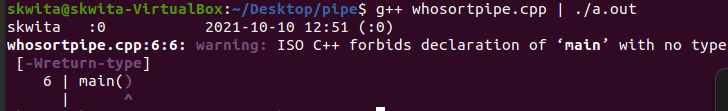 skwita@skwita-VirtualBox:~/Desktop/pipe$ g++ whosortpipe.cpp | ./a.out
skwita   :0           2021-10-10 12:51 (:0)
whosortpipe.cpp:6:6: warning: ISO C++ forbids declaration of ‘main’ with no type
 [-Wreturn-type]
    6 | main()
      |      ^